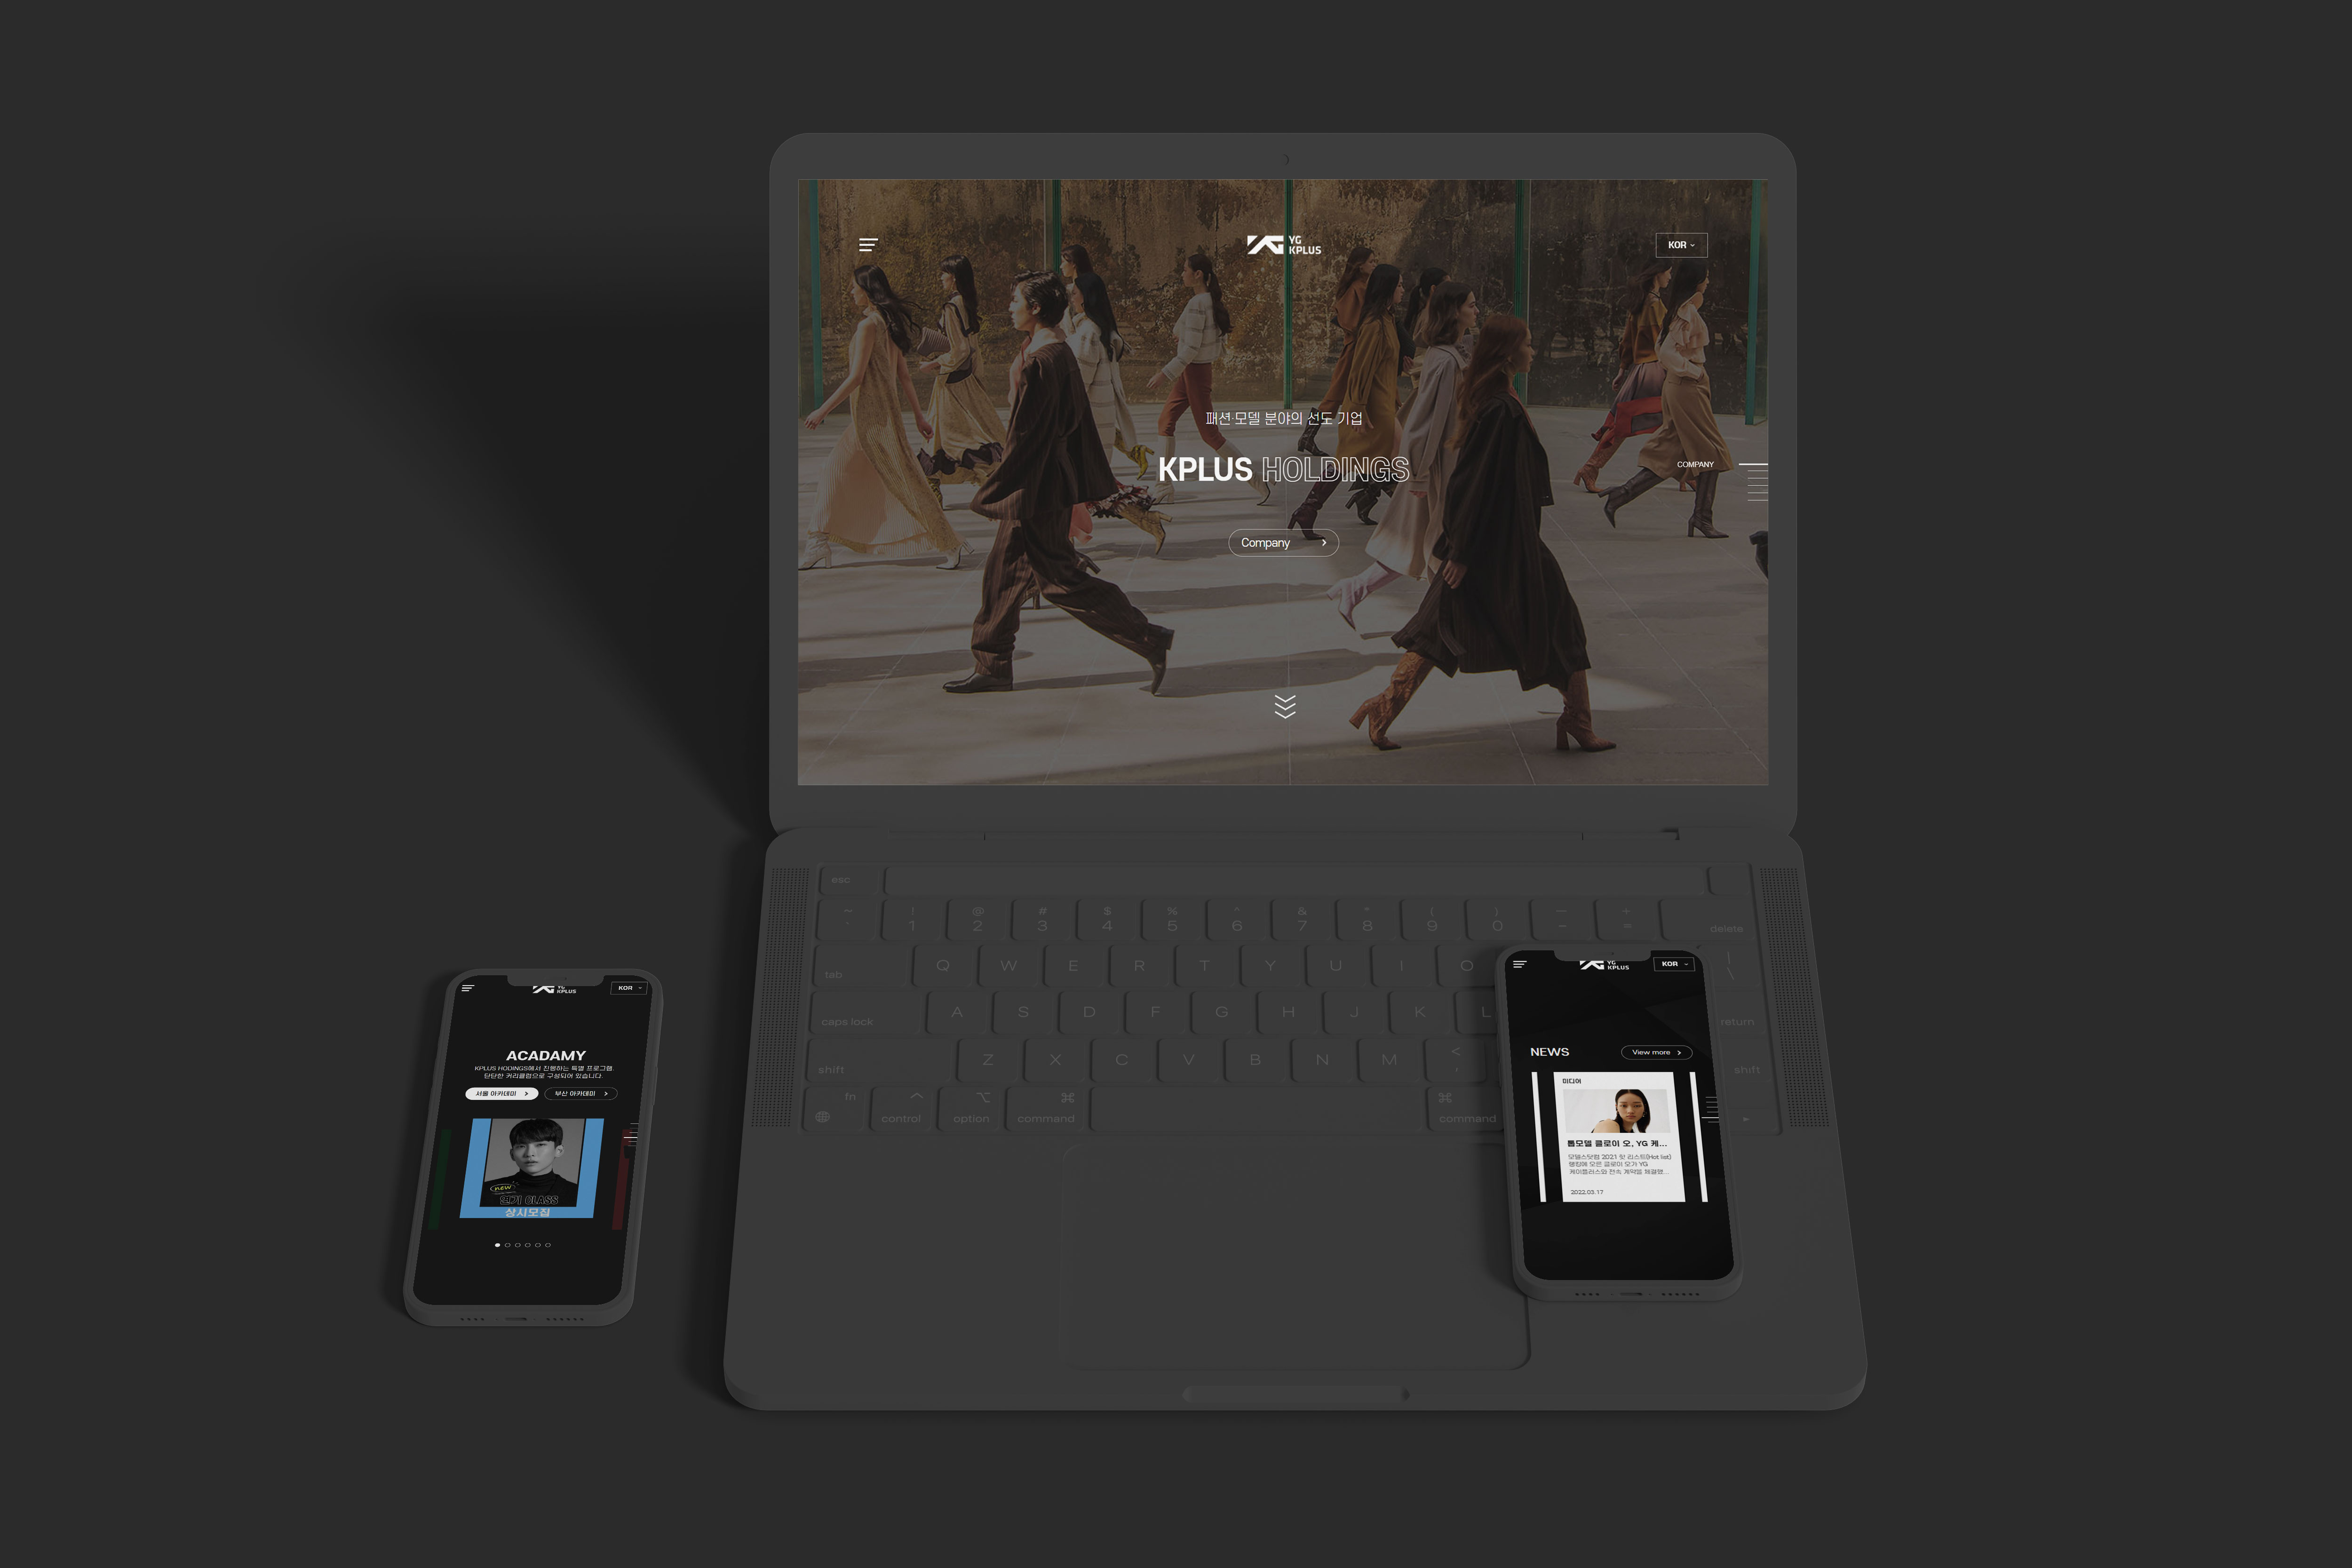 YG
KPLUS
KOR
패션·모델 분야의 선도 기업
KPLUS HOLDINGS
COMPANY
Company
esc
~ ! @ # $ % ^ & * ( ) — +
` 1 2 3 4 5 6 7 8 9 0 – =
delete
tab
Q W E R T Y U I O
|
\
caps lock
A S D F G H J K L
return
shift
Z X C V B N M <
,
shift
fn
control
option
command
command
YG
KPLUS
KOR
ACADAMY
KPLUS HODINGS에서 진행하는 특별 프로그램.
탄탄한 커리큘럼으로 구성되어 있습니다.
서울 아카데미
부산 아카데미
new
연기 CLASS
상시모집
YG
KPLUS
KOR
NEWS
View more
미디어
톱모델 클로이 오, YG 케...
모델스닷컴 2021 핫 리스트(Hot list)
랭킹에 오른 클로이 오가 YG
케이플러스와 전속 계약을 체결했...
2022.03.17